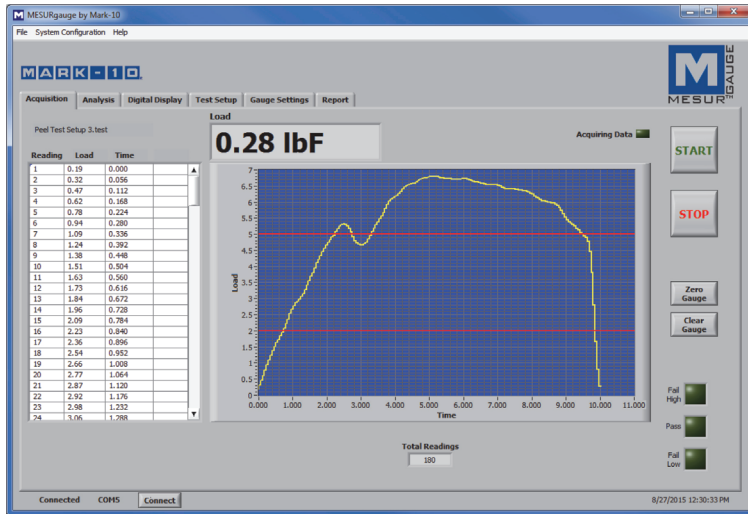 MESURgauge by Mark-10
File System Configuration Help
MARK-10
MESUR™GAUGE
Acquisition Analysis Digital Display Test Setup Gauge Settings Report
Peel Test Setup 3.test
Load
0.28 lbF
Acquiring Data
START
STOP
Zero
Gauge
Clear
Gauge
Fail
High
Pass
Fail
Low
Reading Load Time
1 0.19 0.000
2 0.32 0.056
3 0.47 0.112
4 0.62 0.168
5 0.78 0.224
6 0.94 0.280
7 1.09 0.336
8 1.24 0.392
9 1.38 0.448
10 1.51 0.504
11 1.63 0.560
12 1.73 0.616
13 1.84 0.672
14 1.96 0.728
15 2.09 0.784
16 2.23 0.840
17 2.36 0.896
18 2.54 0.952
19 2.66 1.008
20 2.77 1.064
21 2.87 1.120
22 2.92 1.176
23 2.98 1.232
24 3.06 1.288
Load
7
6.5
6
5.5
5
4.5
4
3.5
3
2.5
2
1.5
1
0.5
0
0.000 1.000 2.000 3.000 4.000 5.000 6.000 7.000 8.000 9.000 10.000 11.000
Time
Total Readings
180
Connected COM5 Connect
8/27/2015 12:30:33 PM